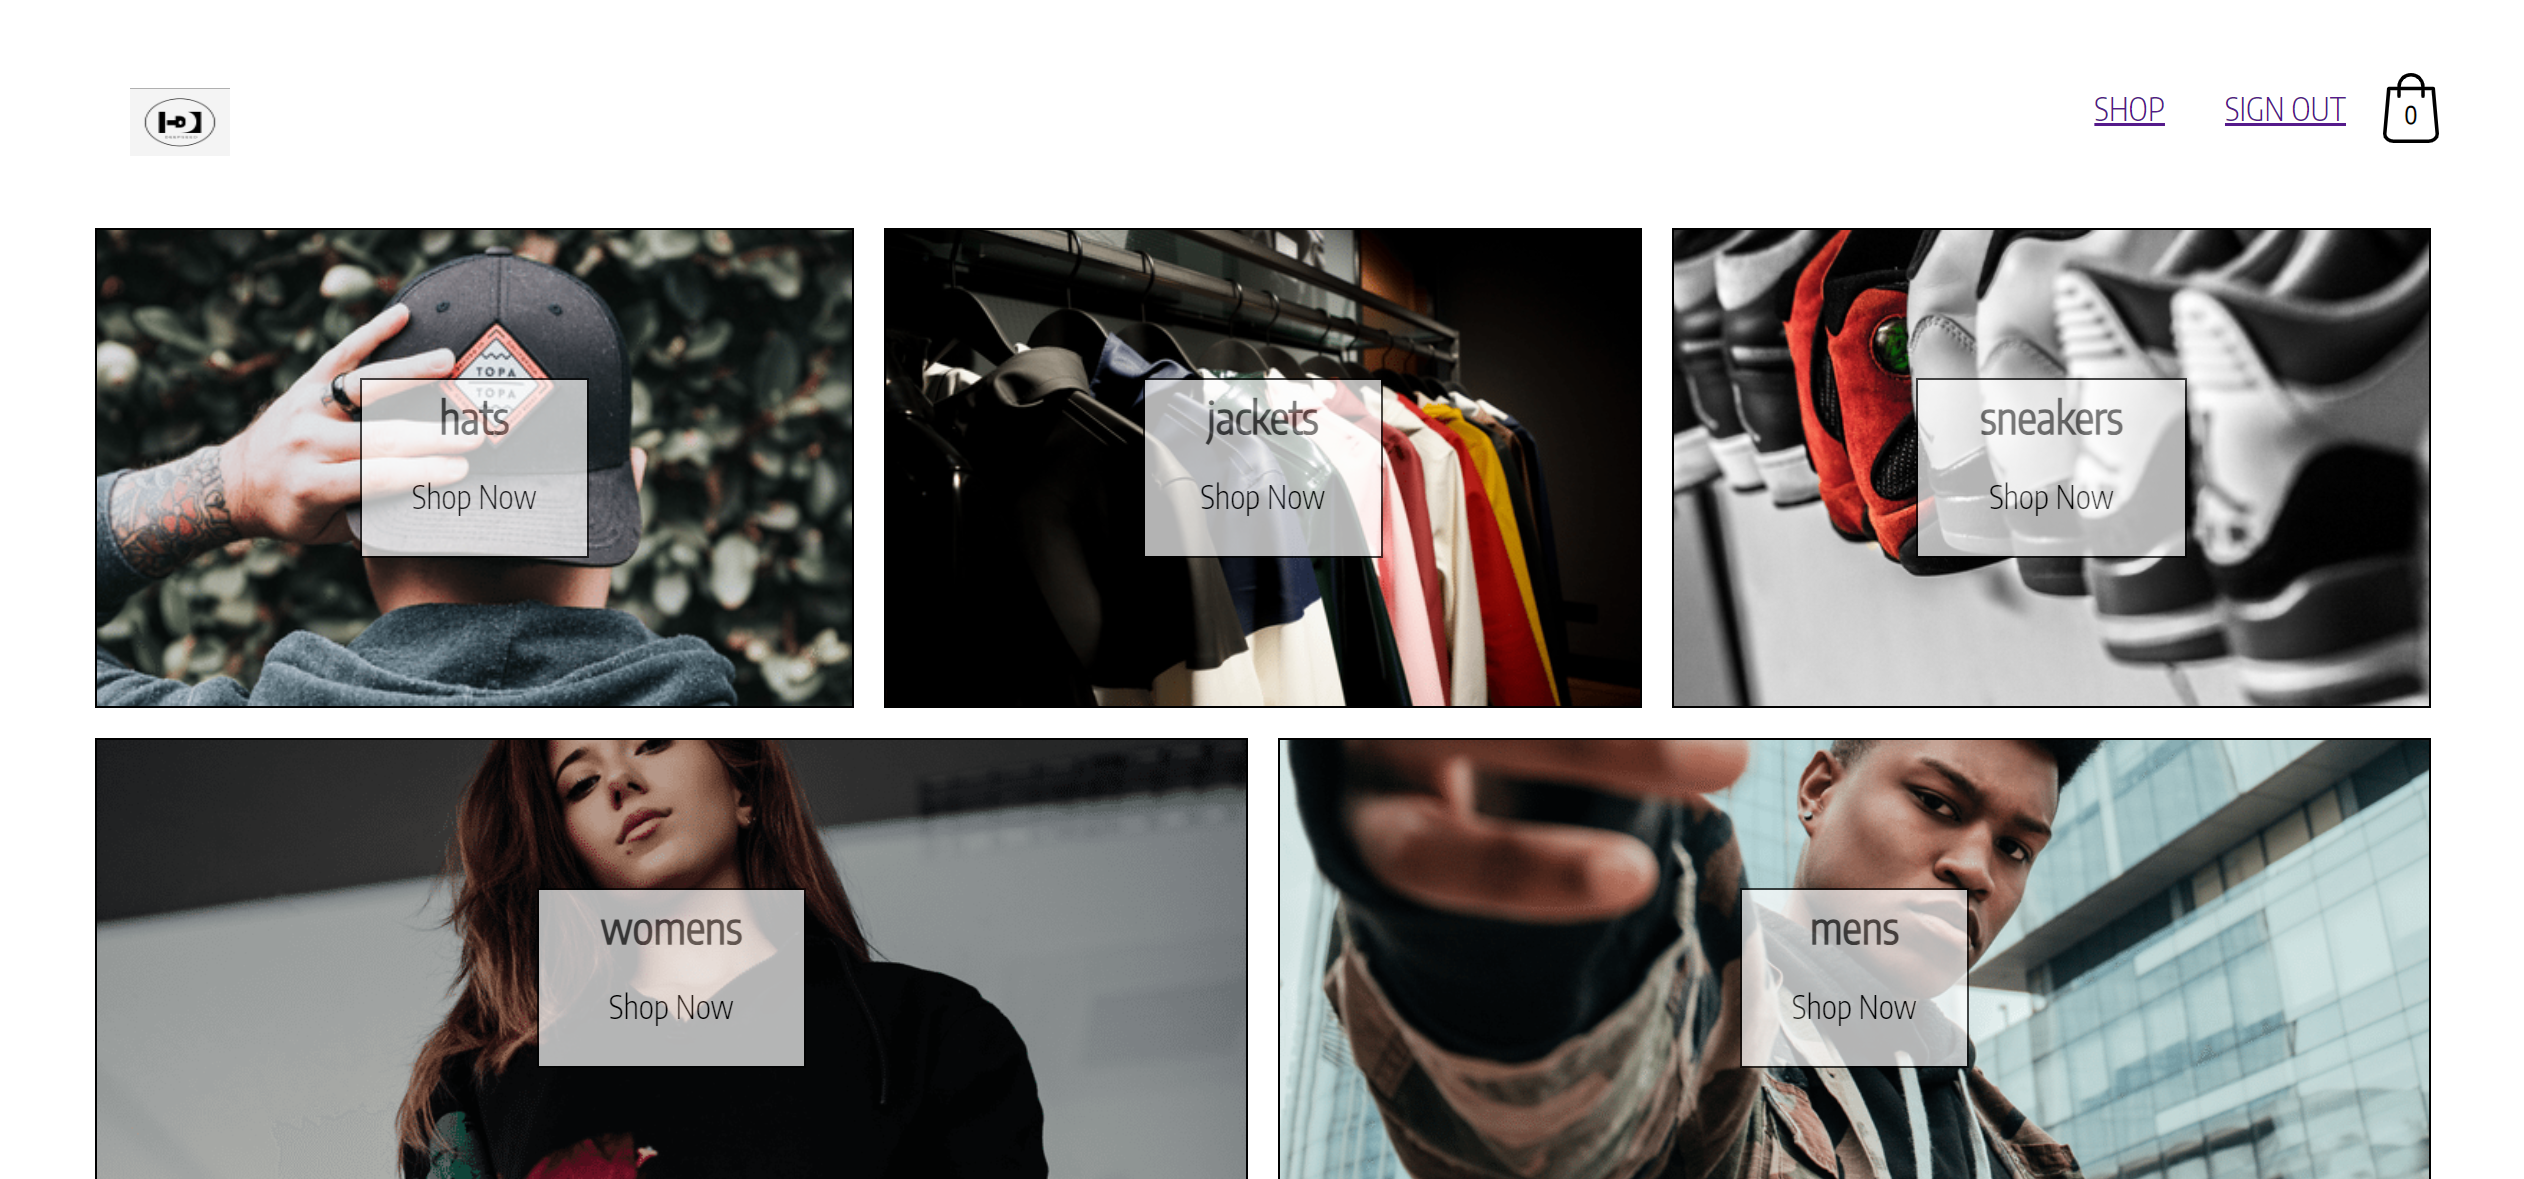 SHOP
SIGN OUT
0
TOPA
TOPA
hats
Shop Now
jackets
Shop Now
sneakers
Shop Now
womens
Shop Now
mens
Shop Now